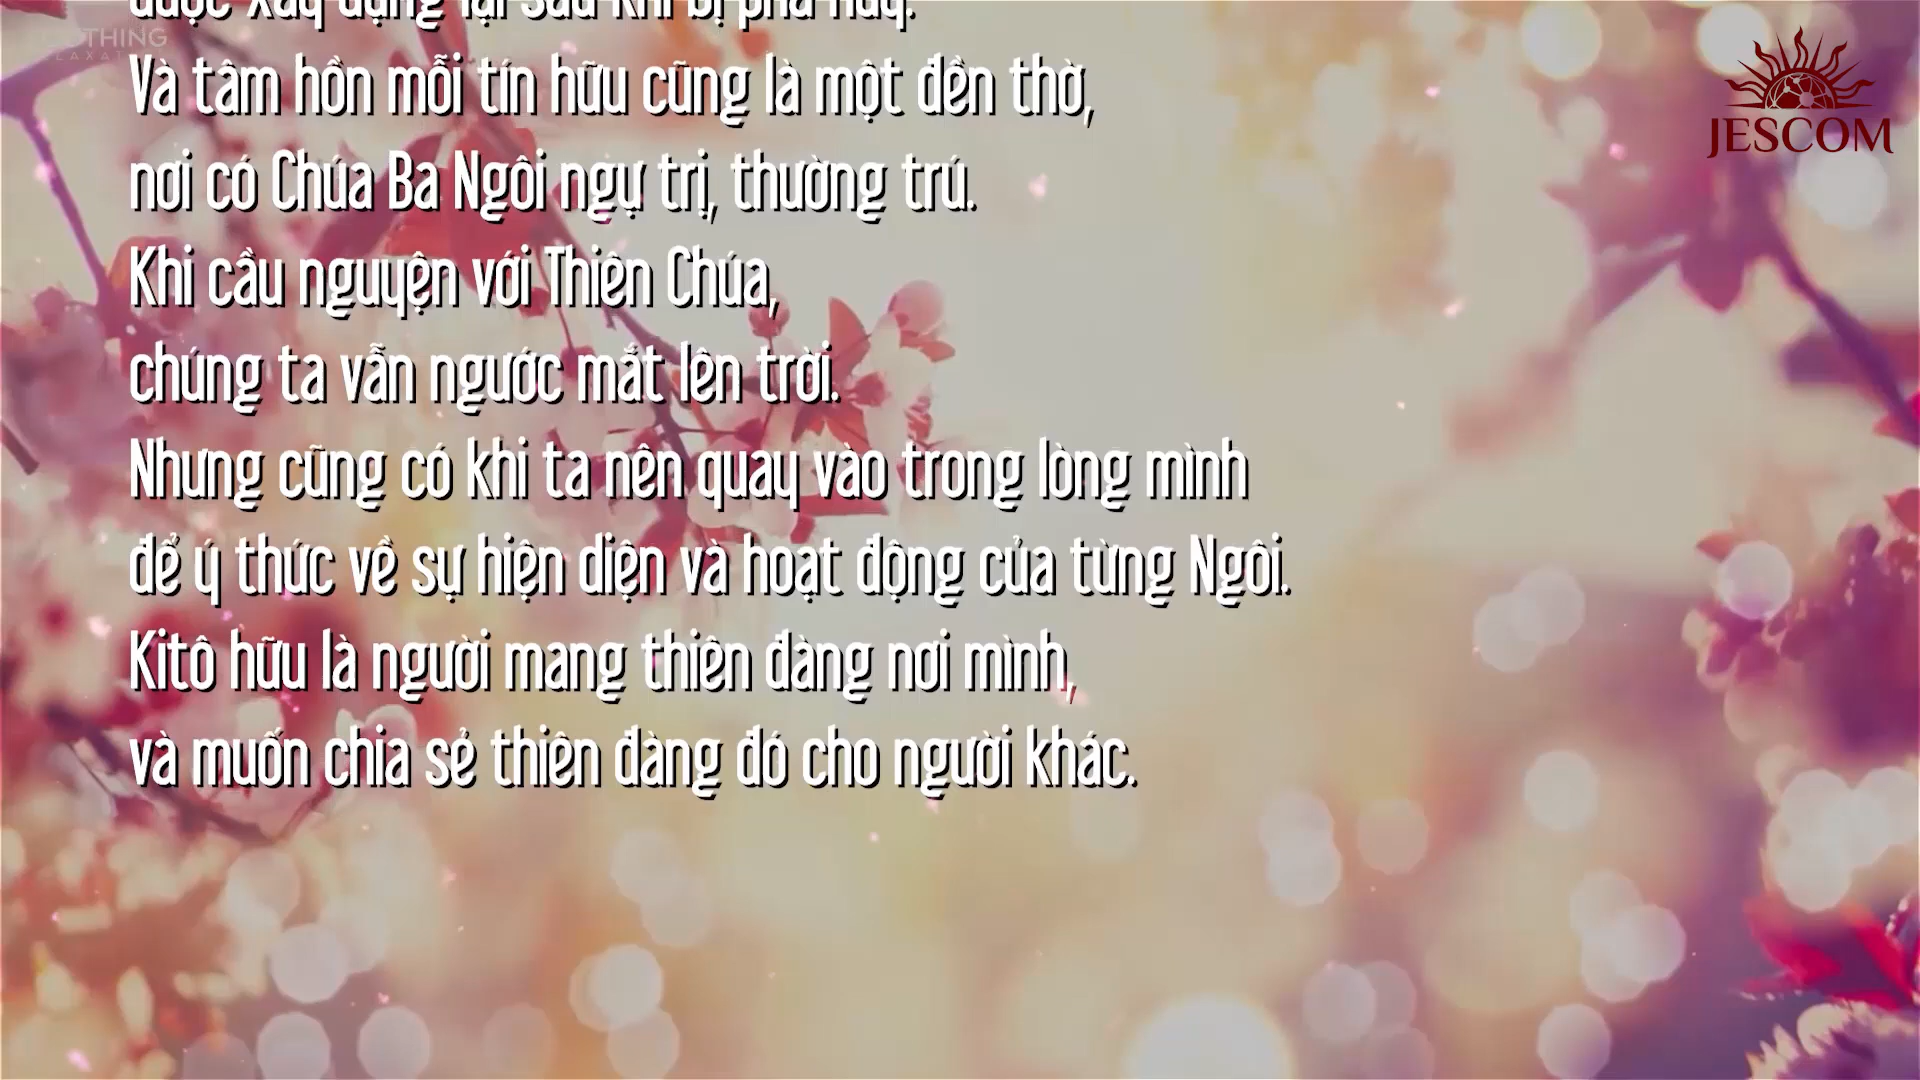 được xây dựng lại sau khi bị phá hủy.
THING
Và tâm hồn mỗi tín hữu cũng là một đền thờ,
nơi có Chúa Ba Ngôi ngự trị, thường trú.
Khi cầu nguyện với Thiên Chúa,
chúng ta vẫn ngước mắt lên trời.
Nhưng cũng có khi ta nên quay vào trong lòng mình
để ý thức về sự hiện diện và hoạt động của từng Ngôi.
Kitô hữu là người mang thiên đàng nơi mình,
và muốn chia sẻ thiên đàng đó cho người khác.
JESCOM